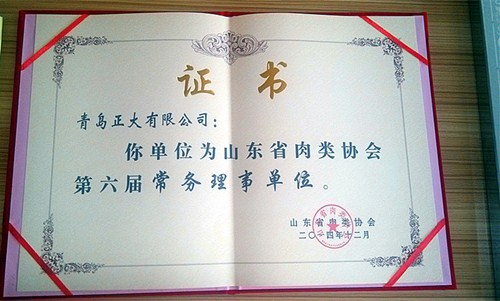 证书
青岛正大有限公司：
你单位为山东省肉类协会
第六届常务理事单位。
山东省肉类协会
二〇一四年十二月